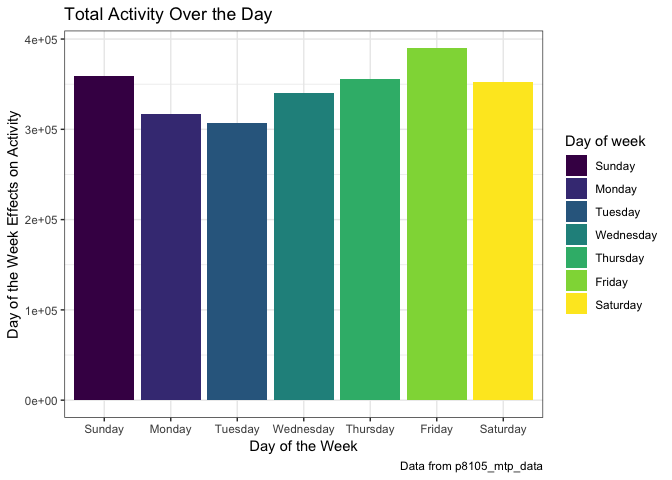 Total Activity Over the Day
Day of the Week Effects on Activity
4e+05
3e+05
2e+05
1e+05
0e+00
Sunday Monday Tuesday Wednesday Thursday Friday Saturday
Day of the Week
Data from p8105_mtp_data
Day of week
Sunday
Monday
Tuesday
Wednesday
Thursday
Friday
Saturday